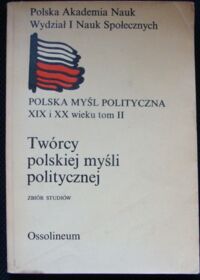 Polska Akademia Nauk
Wydział I Nauk Społecznych
POLSKA MYŚL POLITYCZNA
XIX i XX wieku tom II
Twórcy
polskiej myśli
politycznej
ZBIÓR STUDIÓW
Ossolineum